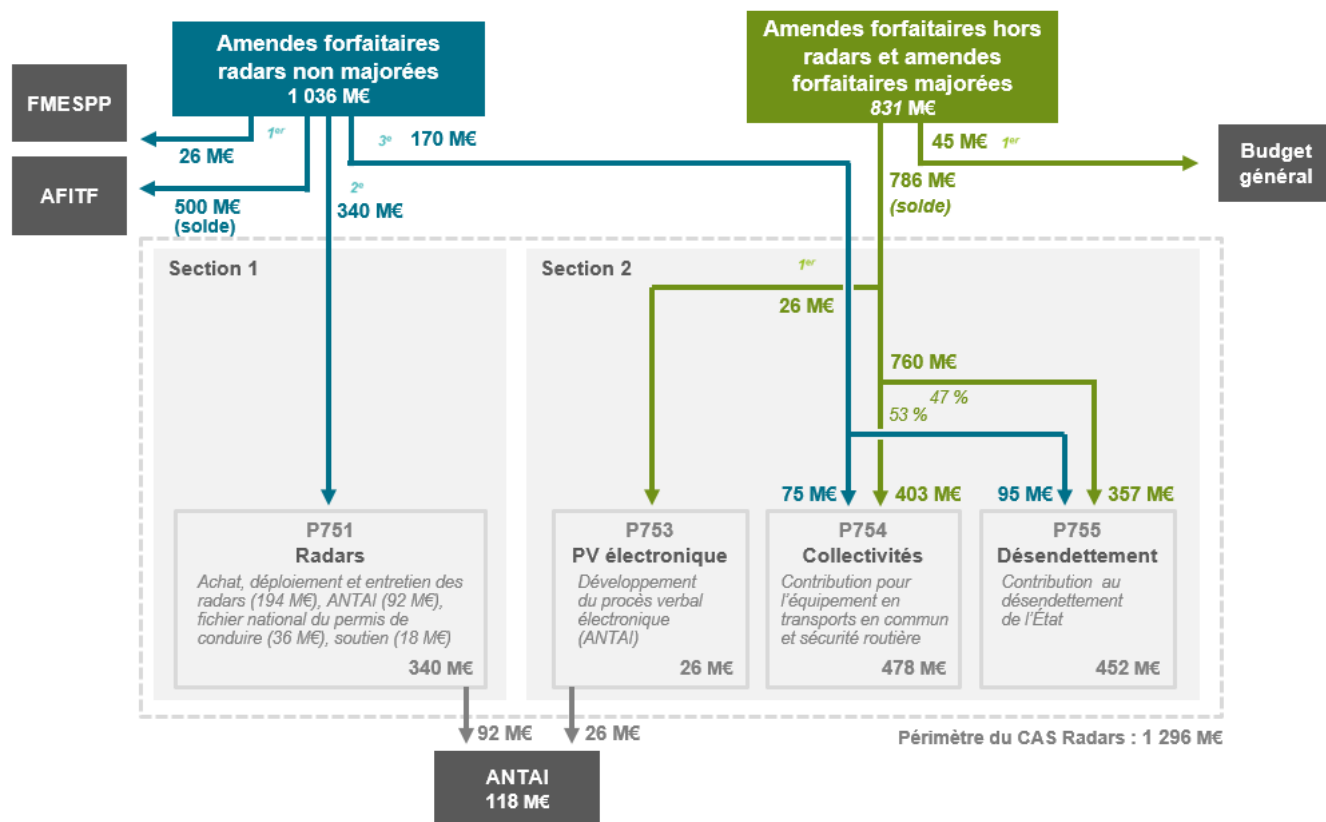 Amendes forfaitaires
radars non majorées
1 036 M€
Amendes forfaitaires hors
radars et amendes
forfaitaires majorées
831 M€
FMESPP
AFITF
Budget
général
1er
26 M€
500 M€
(solde)
3e 170 M€
2e
340 M€
45 M€ 1er
786 M€
(solde)
Section 1
Section 2
1er
26 M€
760 M€
47 %
53 %
75 M€
403 M€
95 M€
357 M€
P751
Radars
Achat, déploiement et entretien des
radars (194 M€), ANTAI (92 M€),
fichier national du permis de
conduire (36 M€), soutien (18 M€)
340 M€
P753
PV électronique
Développement
du procès verbal
électronique
(ANTAI)
26 M€
P754
Collectivités
Contribution pour
l'équipement en
transports en commun
et sécurité routière
478 M€
P755
Désendettement
Contribution au
désendettement
de l'État
452 M€
92 M€
26 M€
Périmètre du CAS Radars : 1 296 M€
ANTAI
118 M€